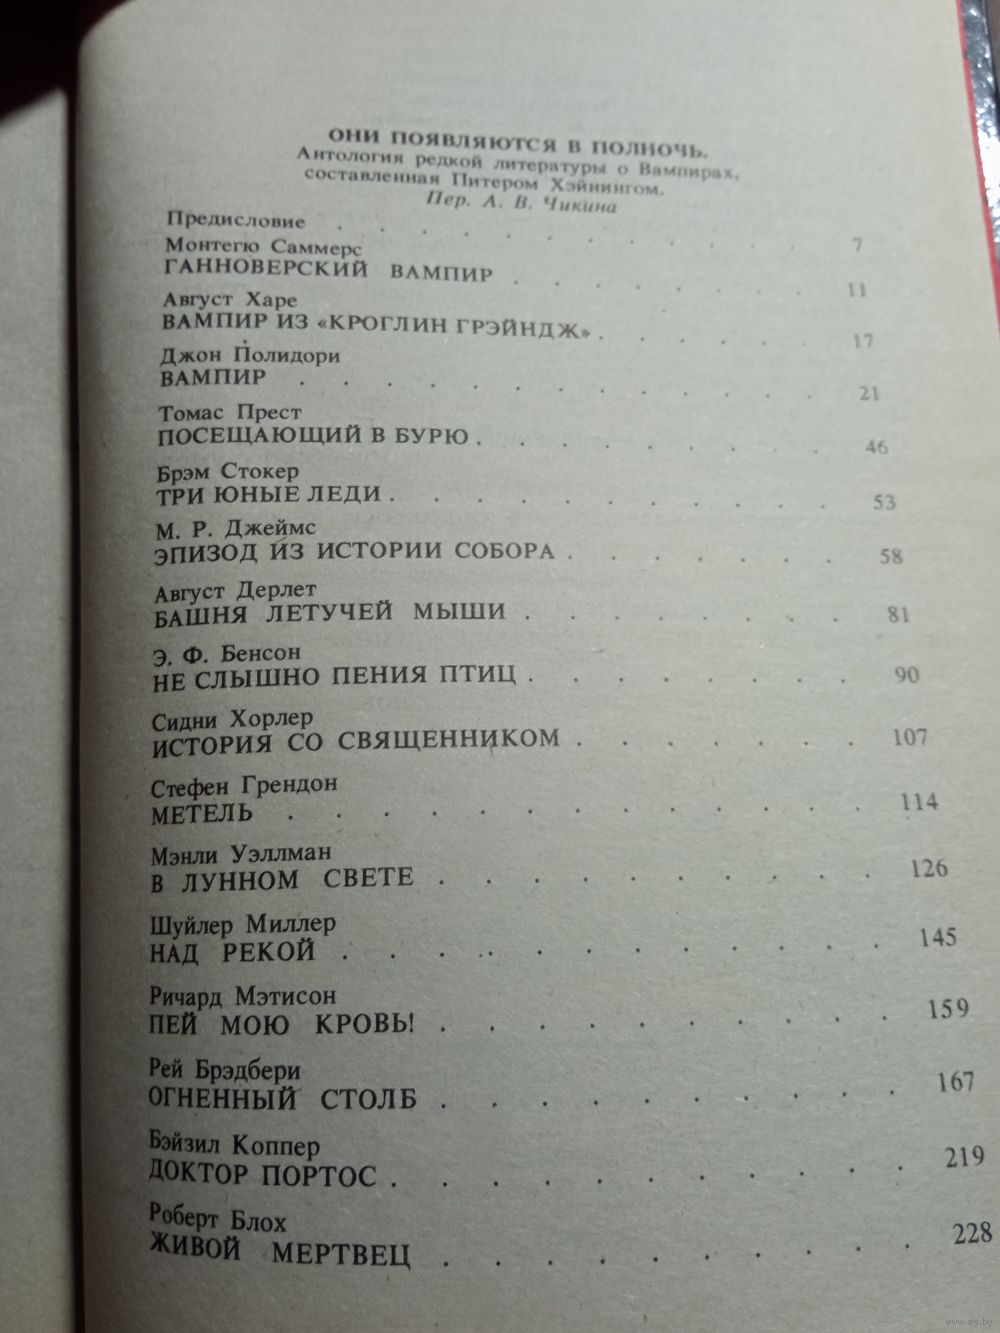 ОНИ ПОЯВЛЯЮТСЯ В ПОЛНОЧЬ.
Антология редкой литературы о Вампирах,
составленная Питером Хэйнингом.
Пер. А. В. Чикина
Предисловие . . . . . . . . . . . 7
Монтегю Саммерс
ГАННОВЕРСКИЙ ВАМПИР . . . . . . . 11
Август Харе
ВАМПИР ИЗ «КРОГЛИН ГРЭЙНДЖ» . . . . . . 17
Джон Полидори
ВАМПИР . . . . . . . . . . . . 21
Томас Прест
ПОСЕЩАЮЩИЙ В БУРЮ . . . . . . . . . 46
Брэм Стокер
ТРИ ЮНЫЕ ЛЕДИ . . . . . . . . . . 53
М. Р. Джеймс
ЭПИЗОД ИЗ ИСТОРИИ СОБОРА . . . . . . . 58
Август Дерлет
БАШНЯ ЛЕТУЧЕЙ МЫШИ . . . . . . . . 81
Э. Ф. Бенсон
НЕ СЛЫШНО ПЕНИЯ ПТИЦ . . . . . . . . 90
Сидни Хорлер
ИСТОРИЯ СО СВЯЩЕННИКОМ . . . . . . . 107
Стефен Грендон
МЕТЕЛЬ . . . . . . . . . . . . . 114
Мэнли Уэллман
В ЛУННОМ СВЕТЕ . . . . . . . . . . 126
Шуйлер Миллер
НАД РЕКОЙ . . . . . . . . . . . . 145
Ричард Мэтисон
ПЕЙ МОЮ КРОВЬ! . . . . . . . . . . 159
Рей Брэдбери
ОГНЕННЫЙ СТОЛБ . . . . . . . . . . 167
Бэйзил Коппер
ДОКТОР ПОРТОС . . . . . . . . . . . 219
Роберт Блох
ЖИВОЙ МЕРТВЕЦ . . . . . . . . . . 228
www.ay.by